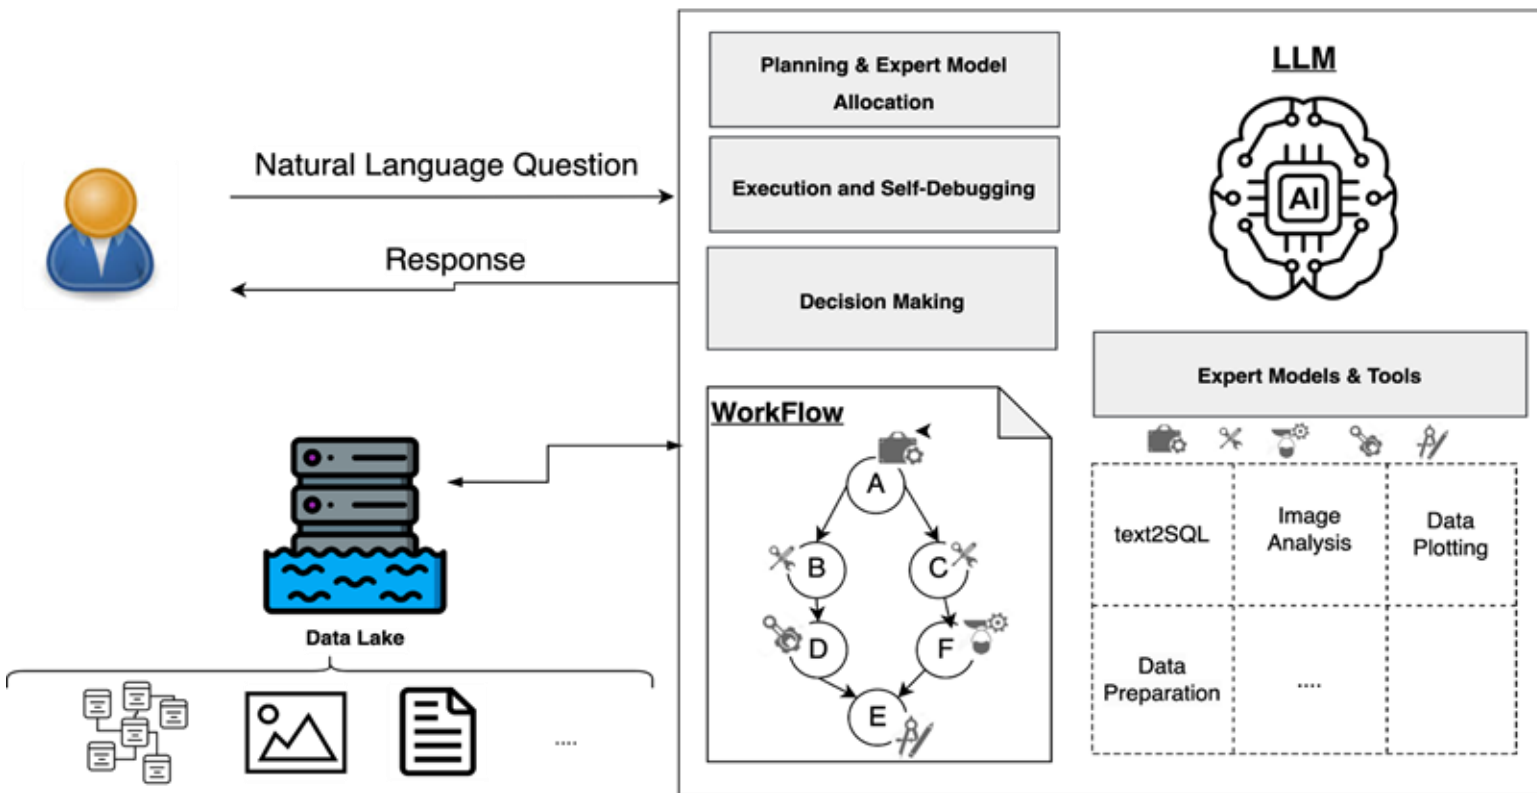 Natural Language Question
Response
Data Lake
....
Planning & Expert Model
Allocation
Execution and Self-Debugging
Decision Making
WorkFlow
A
B
C
D
F
E
LLM
AI
Expert Models & Tools
text2SQL
Image
Analysis
Data
Plotting
Data
Preparation
....